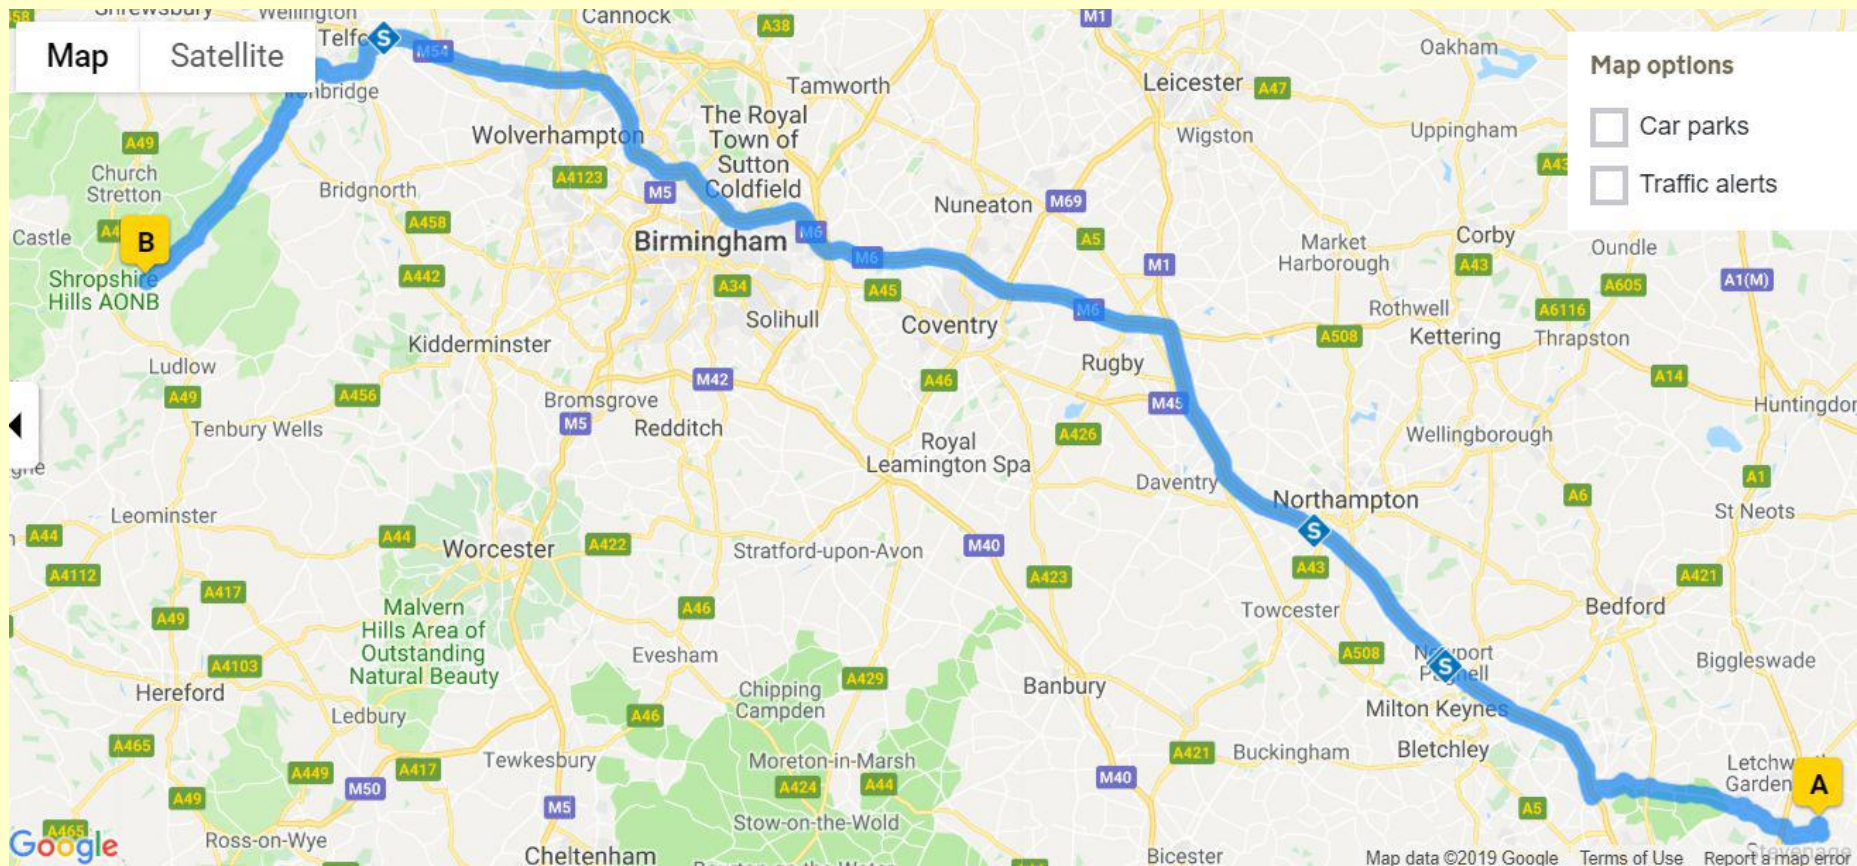 Shrewsbury
Wellington
Cannock
A38
M1
Oakham
Map
Satellite
M54
Map options
Leicester
A47
Tamworth
Car parks
Wolverhampton
The Royal
Town of
Sutton
Coldfield
Wigston
Uppingham
A49
A4123
M5
Traffic alerts
Church
Stretton
Bridgnorth
Nuneaton
M69
A458
Castle
B
Birmingham
M6
A5
Market
Harborough
Corby
Oundle
Shropshire
Hills AONB
A442
A34
M6
A45
M1
A43
A605
A1(M)
Solihull
Coventry
M6
Rothwell
A6116
Kidderminster
A508
Kettering
Thrapston
Ludlow
Rugby
A49
A456
M42
A46
M45
A14
Bromsgrove
M5
Redditch
Tenbury Wells
A426
Royal
Leamington Spa
Wellingborough
Daventry
A1
Leominster
Northampton
S
A6
St Neots
A44
A44
Worcester
A422
Stratford-upon-Avon
M40
A4112
A417
A423
A43
A421
A49
Malvern
Hills Area of
Outstanding
Natural Beauty
A46
Towcester
Bedford
A4103
Evesham
A508
S
Biggleswade
Hereford
Chipping
Campden
A429
Banbury
Ledbury
A46
Milton Keynes
A465
Tewkesbury
Moreton-in-Marsh
A421
Buckingham
Bletchley
A449
M50
A417
A424
A44
M40
A
A49
M5
A5
A465
Stow-on-the-Wold
Google
Ross-on-Wye
Cheltenham
Bicester
Map data ©2019 Google
Terms of Use
Report a map error